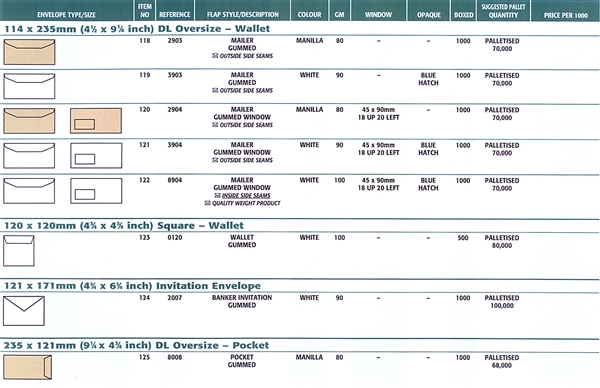 ENVELOPE TYPE/SIZE ITEM NO REFERENCE FLAP STYLE/DESCRIPTION COLOUR GM WINDOW OPAQUE BOXED SUGGESTED PALLET QUANTITY PRICE PER 1000
114 x 235mm (4½ x 9¼ inch) DL Oversize – Wallet
118 2903 MAILER MANILLA 80 – – 1000 PALLETISED
GUMMED 70,000
☒ OUTSIDE SIDE SEAMS
119 3903 MAILER WHITE 90 – BLUE 1000 PALLETISED
GUMMED HATCH 70,000
☒ OUTSIDE SIDE SEAMS
120 2904 MAILER MANILLA 80 45 x 90mm – 1000 PALLETISED
GUMMED WINDOW 18 UP 20 LEFT 70,000
☒ OUTSIDE SIDE SEAMS
121 3904 MAILER WHITE 90 45 x 90mm BLUE 1000 PALLETISED
GUMMED WINDOW 18 UP 20 LEFT HATCH 70,000
☒ OUTSIDE SIDE SEAMS
122 8904 MAILER WHITE 100 45 x 90mm BLUE 1000 PALLETISED
GUMMED WINDOW 18 UP 20 LEFT HATCH 70,000
☒ INSIDE SIDE SEAMS
☒ QUALITY WEIGHT PRODUCT
120 x 120mm (4¾ x 4¾ inch) Square – Wallet
123 0120 WALLET WHITE 100 – – 500 PALLETISED
GUMMED 80,000
121 x 171mm (4¾ x 6¾ inch) Invitation Envelope
124 2007 BANKER INVITATION WHITE 90 – – 1000 PALLETISED
GUMMED 100,000
235 x 121mm (9¼ x 4¾ inch) DL Oversize – Pocket
125 8008 POCKET MANILLA 80 – – 1000 PALLETISED
GUMMED 68,000